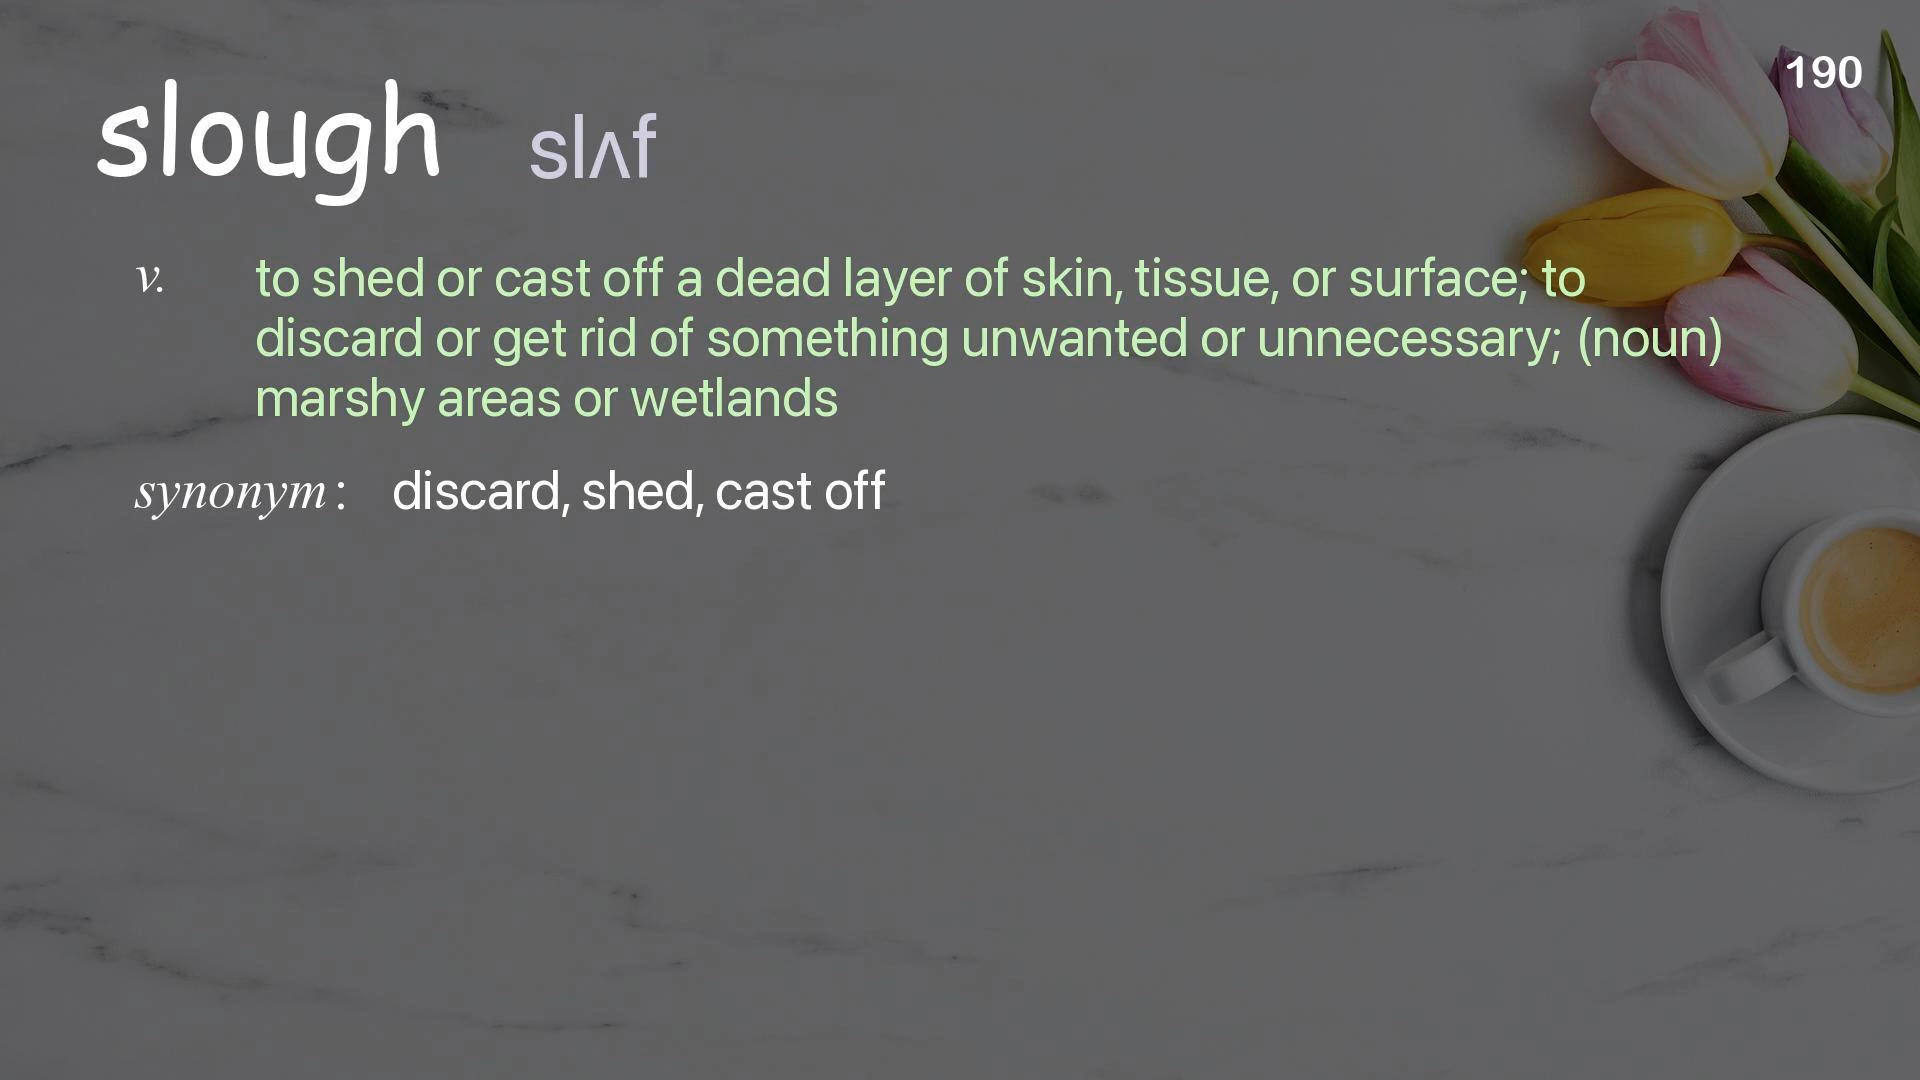 190
slough slʌf
v. to shed or cast off a dead layer of skin, tissue, or surface; to
discard or get rid of something unwanted or unnecessary; (noun)
marshy areas or wetlands
synonym: discard, shed, cast off